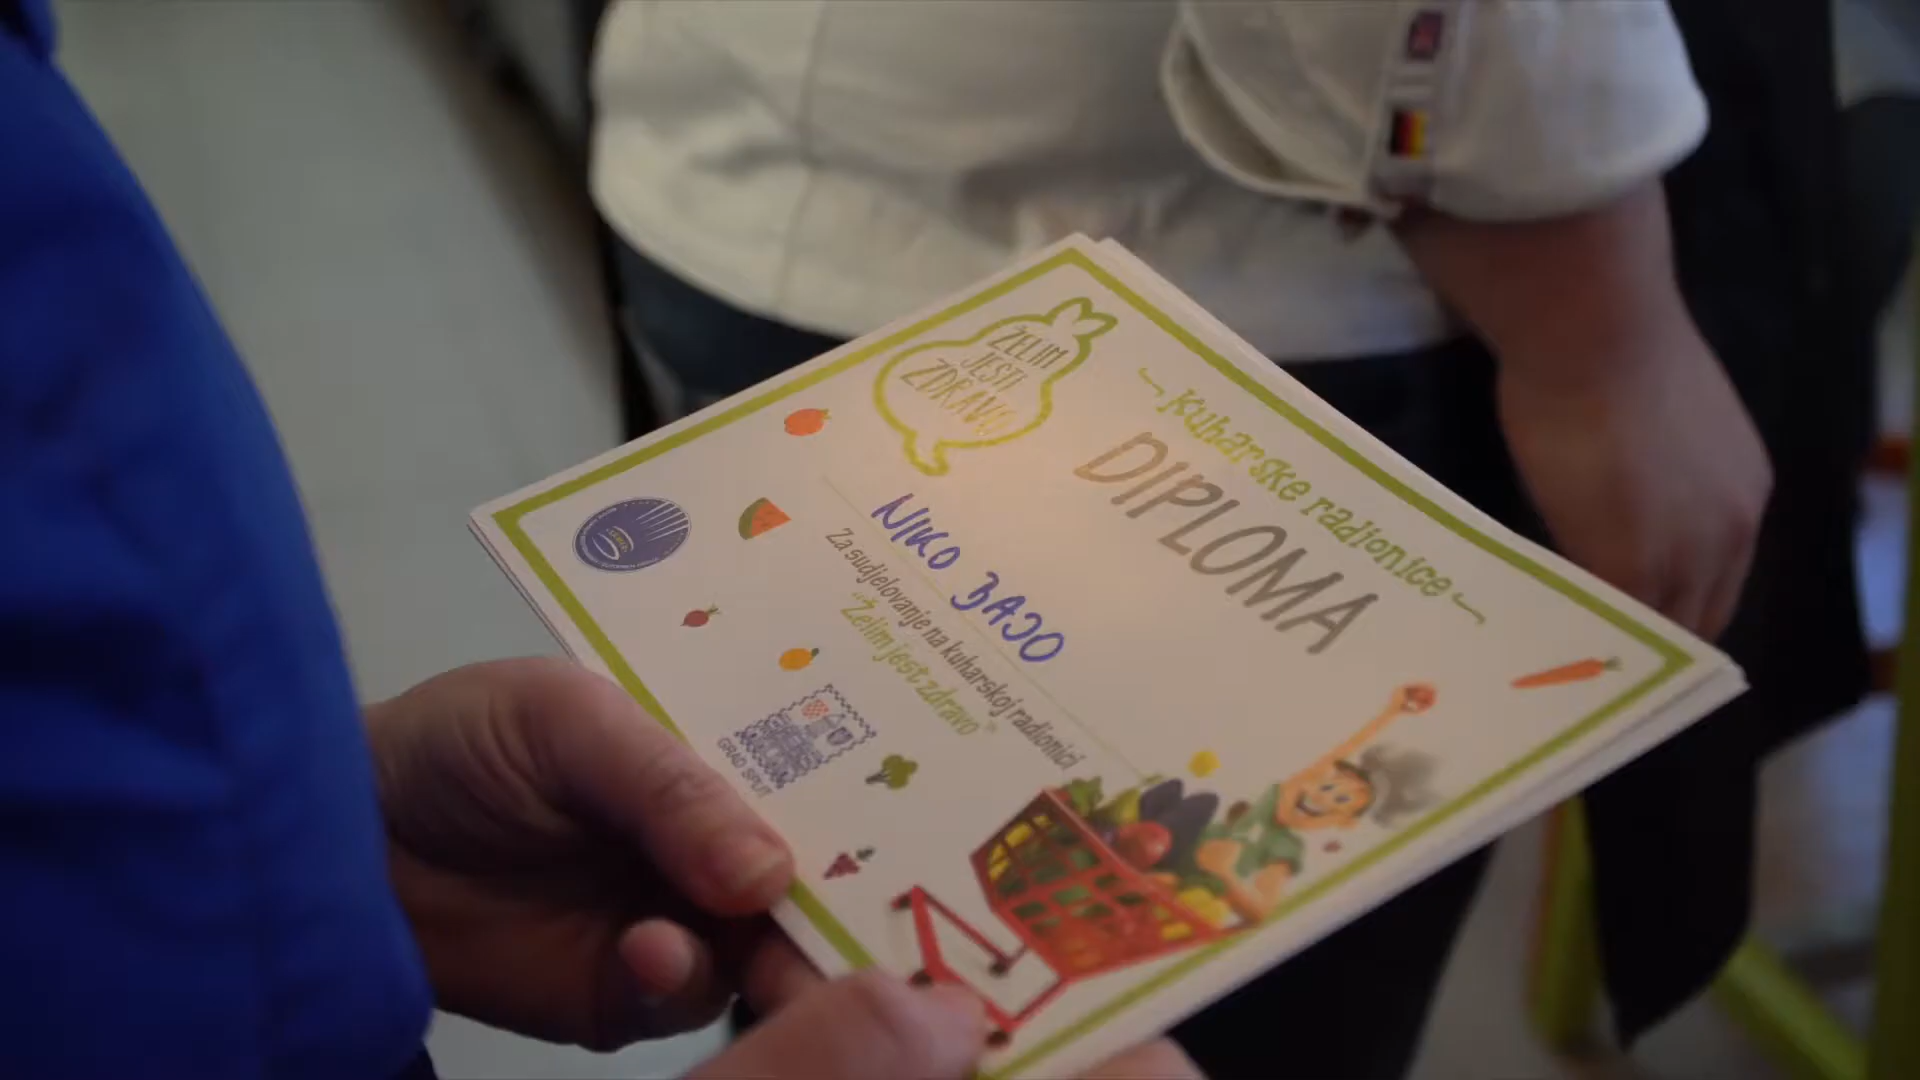 ŽELIM
JESTI
ZDRAVO!
Kuharske radionice
DIPLOMA
NIKO BAJO
Za sudjelovanje na kuharskoj radionici
"Želim jest zdravo"
GRAD SPLIT